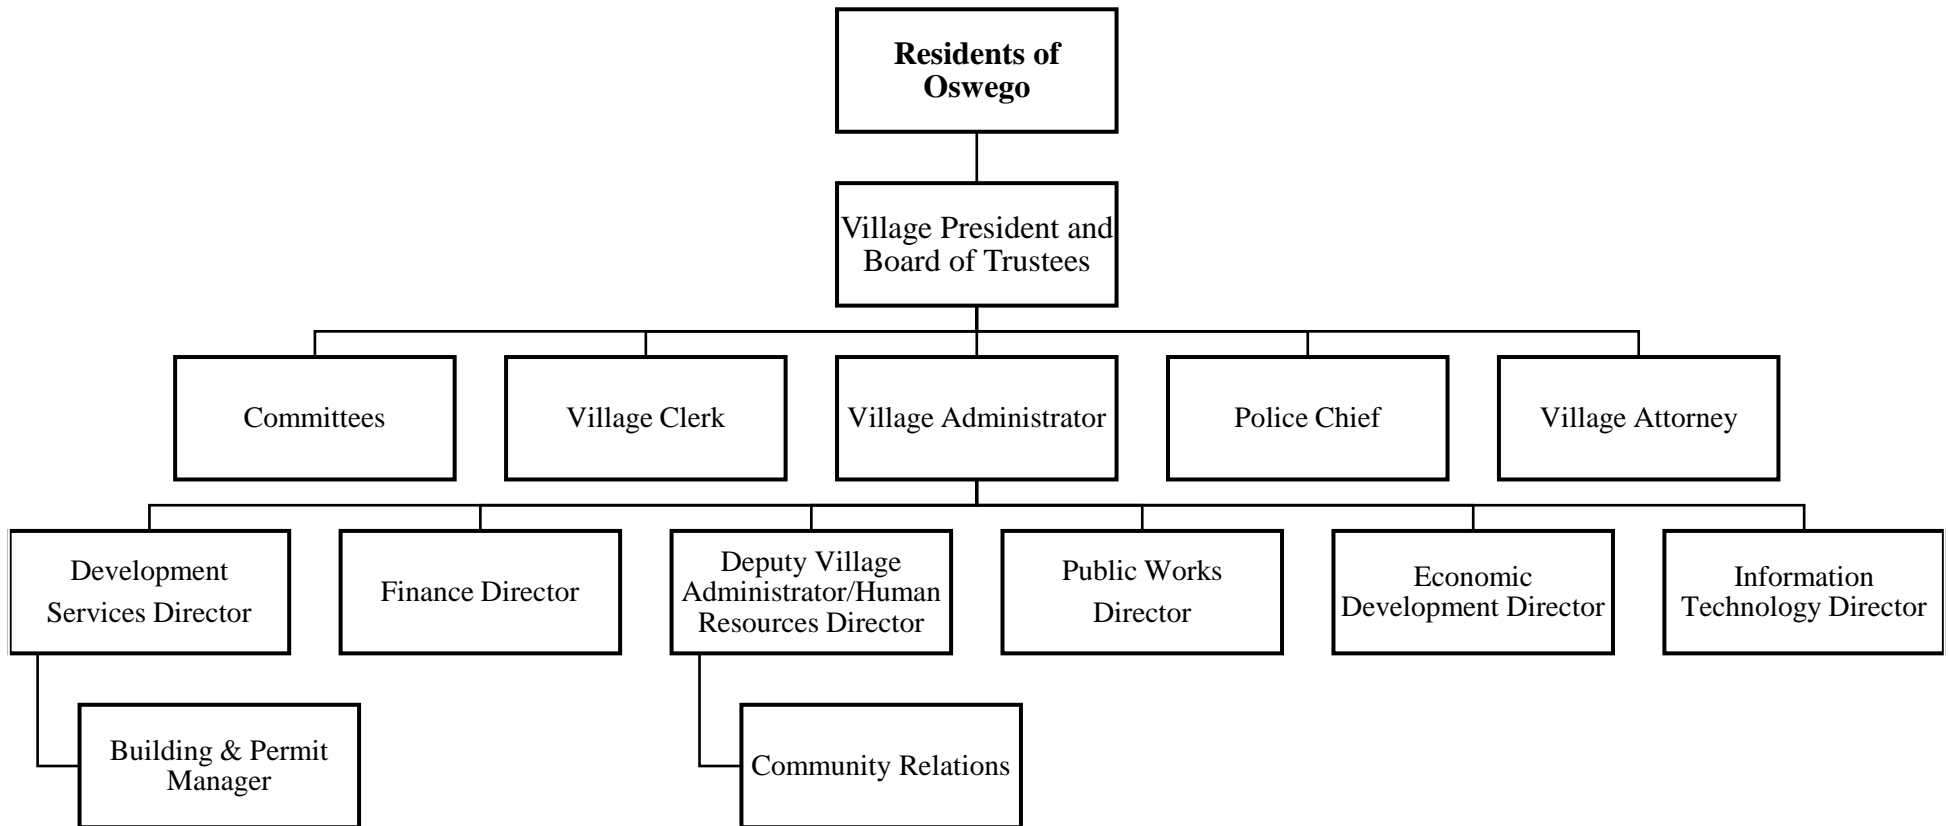 Residents of
Oswego
Village President and
Board of Trustees
Committees
Village Clerk
Village Administrator
Police Chief
Village Attorney
Development
Services Director
Finance Director
Deputy Village
Administrator/Human
Resources Director
Public Works
Director
Economic
Development Director
Information
Technology Director
Building & Permit
Manager
Community Relations